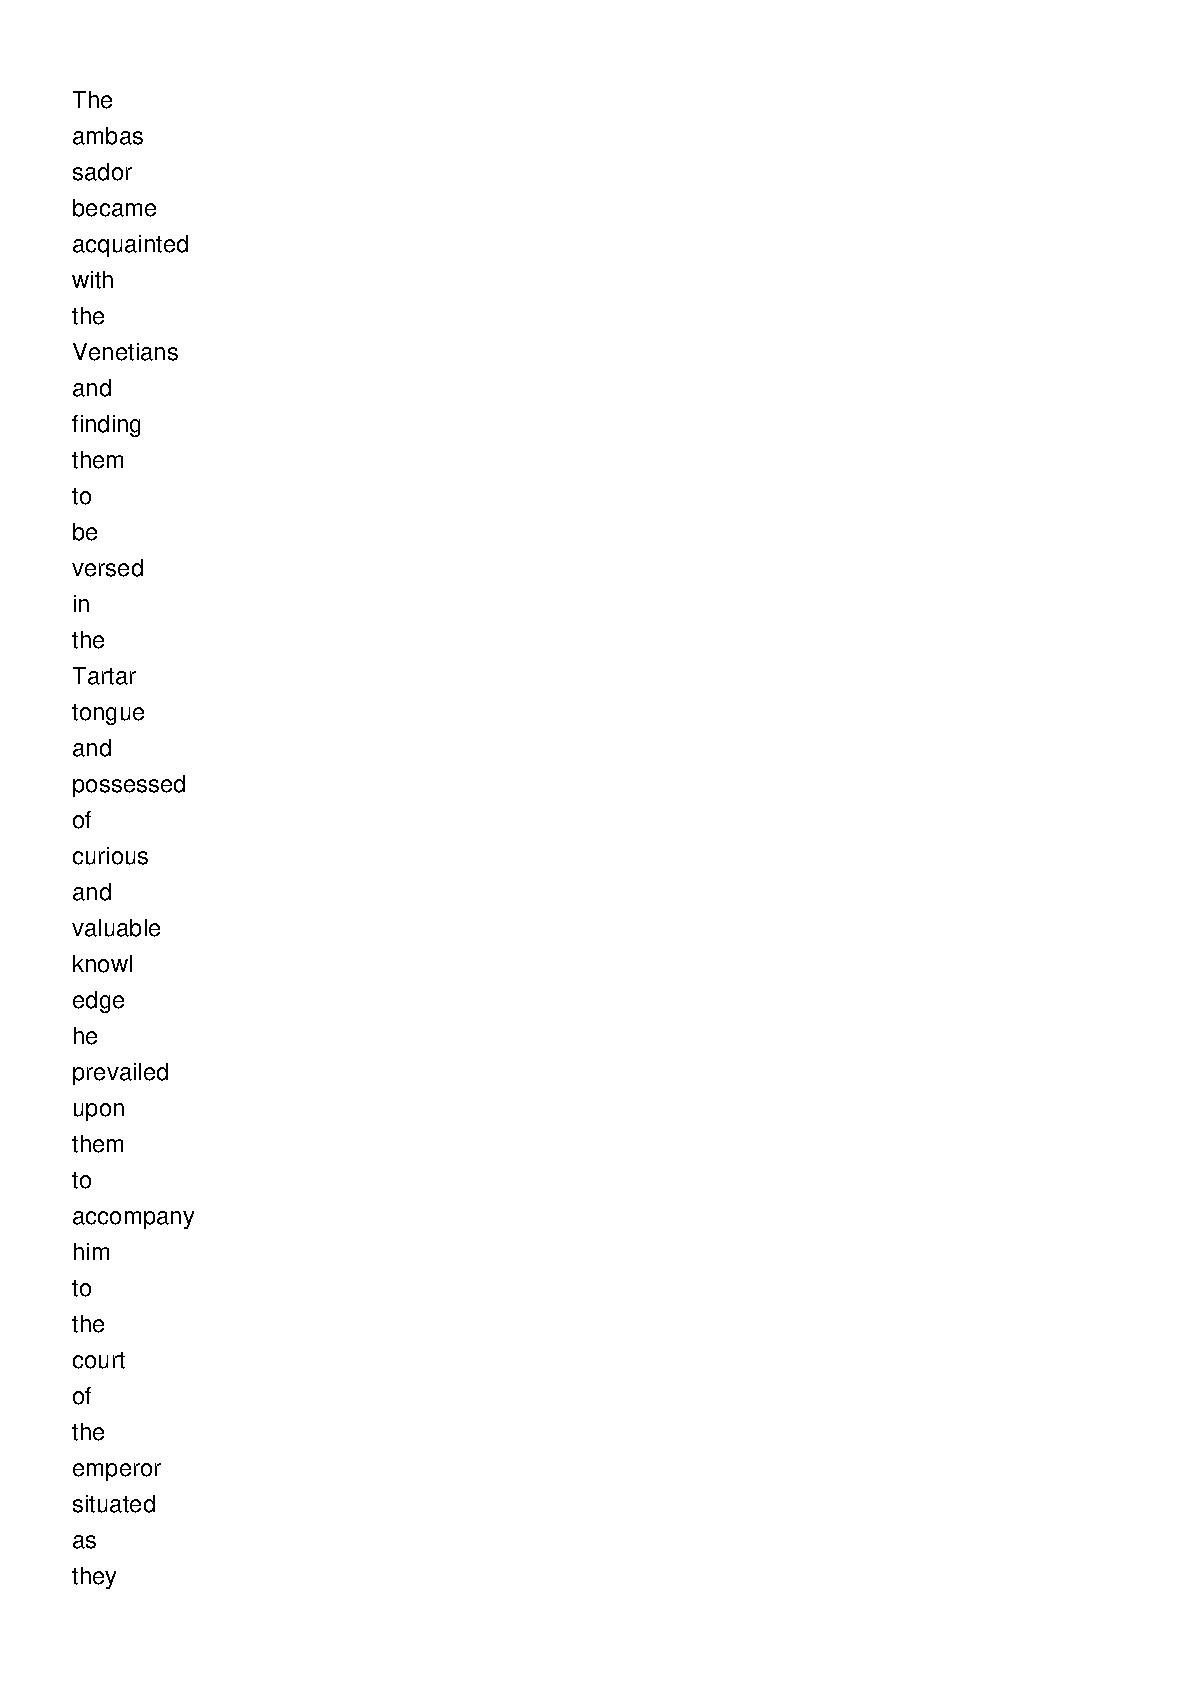 The
ambas
sador
became
acquainted
with
the
Venetians
and
finding
them
to
be
versed
in
the
Tartar
tongue
and
possessed
of
curious
and
valuable
knowl
edge
he
prevailed
upon
them
to
accompany
him
to
the
court
of
the
emperor
situated
as
they